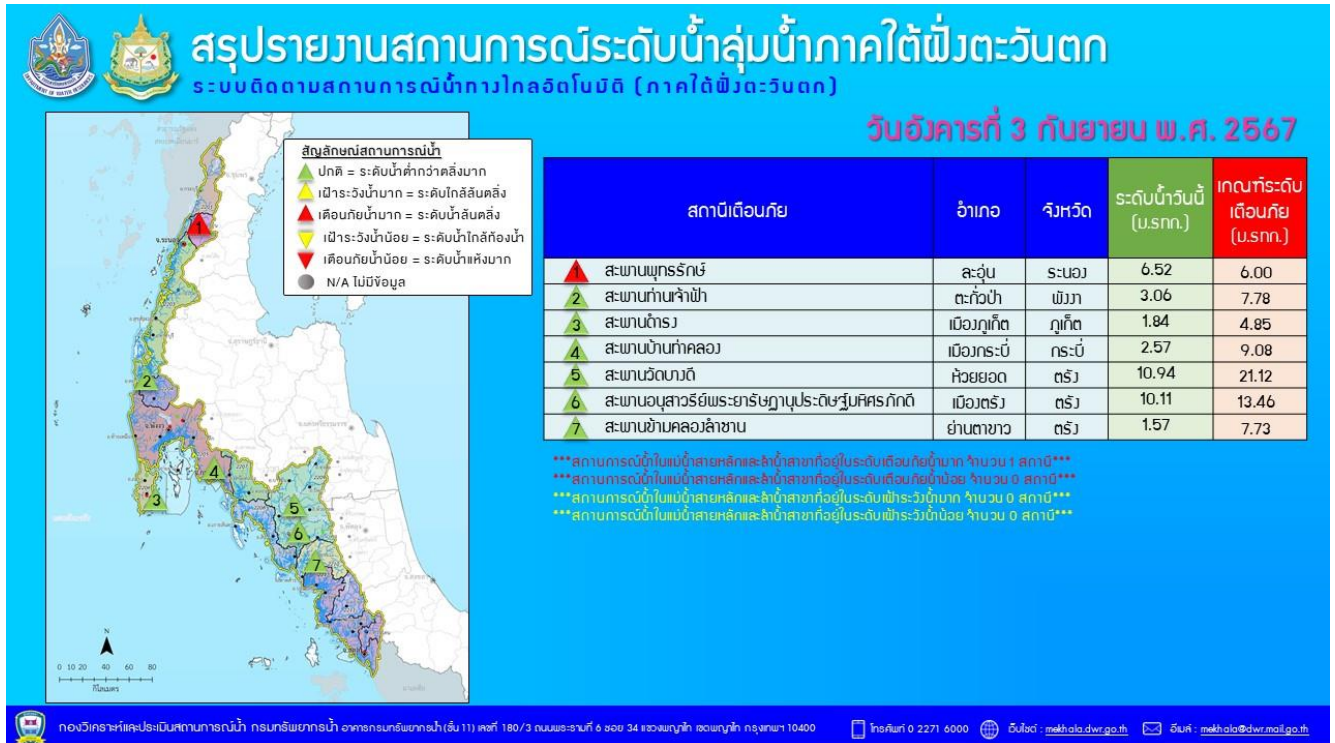 สรุปรายงานสถานการณ์ระดับน้ำลุ่มน้ำภาคใต้ฝั่งตะวันตก
ระบบติดตามสถานการณ์น้ำทางไกลอัตโนมัติ (ภาคใต้ฝั่งตะวันตก)
วันอังคารที่ 3 กันยายน พ.ศ. 2567
สัญลักษณ์สถานการณ์น้ำ
ปกติ = ระดับน้ำต่ำกว่าตลิ่งมาก
เฝ้าระวังน้ำมาก = ระดับใกล้ล้นตลิ่ง
เตือนภัยน้ำมาก = ระดับน้ำล้นตลิ่ง
เฝ้าระวังน้ำน้อย = ระดับน้ำใกล้ท้องน้ำ
เตือนภัยน้ำน้อย = ระดับน้ำแห้งมาก
N/A ไม่มีข้อมูล
1
2
3
4
5
6
7
N
0 10 20 40 60 80
กิโลเมตร
สถานีเตือนภัย อำเภอ จังหวัด ระดับน้ำวันนี้ (ม.รทก.) เกณฑ์ระดับเตือนภัย (ม.รทก.)
1 สะพานพุทธรักษ์ ละอุ่น ระนอง 6.52 6.00
2 สะพานท่านเจ้าฟ้า ตะกั่วป่า พังงา 3.06 7.78
3 สะพานดำรง เมืองภูเก็ต ภูเก็ต 1.84 4.85
4 สะพานบ้านท่าคลอง เมืองกระบี่ กระบี่ 2.57 9.08
5 สะพานวัดบางดี ห้วยยอด ตรัง 10.94 21.12
6 สะพานอนุสาวรีย์พระยารัษฎานุประดิษฐ์มหิศรภักดี เมืองตรัง ตรัง 10.11 13.46
7 สะพานข้ามคลองลำชาน ย่านตาขาว ตรัง 1.57 7.73
***สถานการณ์น้ำในแม่น้ำสายหลักและลำน้ำสาขาที่อยู่ในระดับเตือนภัยน้ำมาก จำนวน 1 สถานี***
***สถานการณ์น้ำในแม่น้ำสายหลักและลำน้ำสาขาที่อยู่ในระดับเตือนภัยน้ำน้อย จำนวน 0 สถานี***
***สถานการณ์น้ำในแม่น้ำสายหลักและลำน้ำสาขาที่อยู่ในระดับเฝ้าระวังน้ำมาก จำนวน 0 สถานี***
***สถานการณ์น้ำในแม่น้ำสายหลักและลำน้ำสาขาที่อยู่ในระดับเฝ้าระวังน้ำน้อย จำนวน 0 สถานี***
กองวิเคราะห์และประเมินสถานการณ์น้ำ กรมทรัพยากรน้ำ อาคารกรมทรัพยากรน้ำ (ชั้น 11) เลขที่ 180/3 ถนนพระรามที่ 6 ซอย 34 แขวงพญาไท เขตพญาไท กรุงเทพฯ 10400 โทรศัพท์ 0 2271 6000 เว็บไซต์ : mekhala.dwr.go.th อีเมล์ : mekhala@dwr.mail.go.th